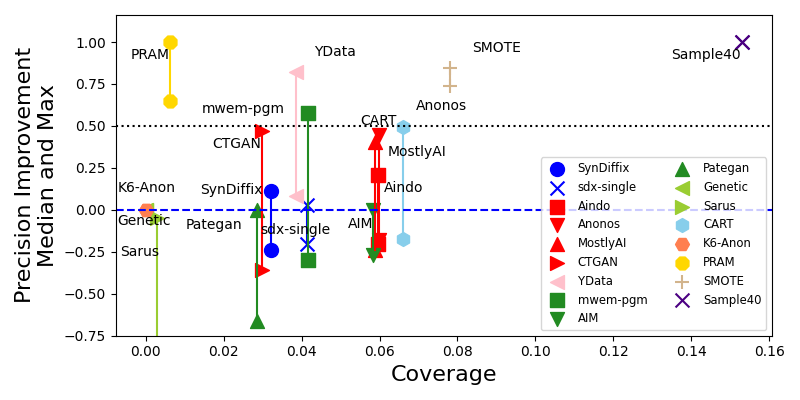 Precision Improvement
Median and Max
1.00
0.75
0.50
0.25
0.00
−0.25
−0.50
−0.75
PRAM
YData
SMOTE
Sample40
mwem-pgm
Anonos
CART
CTGAN
MostlyAI
K6-Anon
SynDiffix
Aindo
Genetic
Pategan
sdx-single
AIM
Sarus
SynDiffix
sdx-single
Aindo
Anonos
MostlyAI
CTGAN
YData
mwem-pgm
AIM
Pategan
Genetic
Sarus
CART
K6-Anon
PRAM
SMOTE
Sample40
0.00
0.02
0.04
0.06
0.08
0.10
0.12
0.14
0.16
Coverage